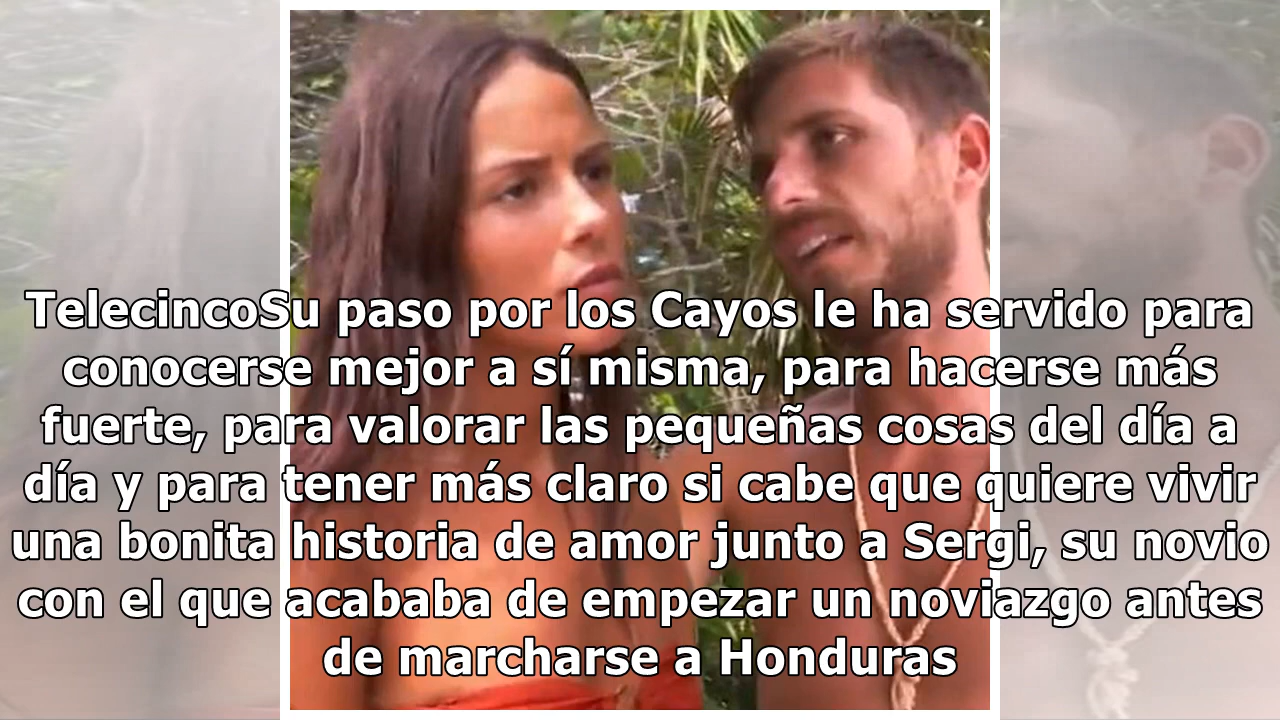 TelecincoSu paso por los Cayos le ha servido para
conocerse mejor a sí misma, para hacerse más
fuerte, para valorar las pequeñas cosas del día a
día y para tener más claro si cabe que quiere vivir
una bonita historia de amor junto a Sergi, su novio
con el que acababa de empezar un noviazgo antes
de marcharse a Honduras